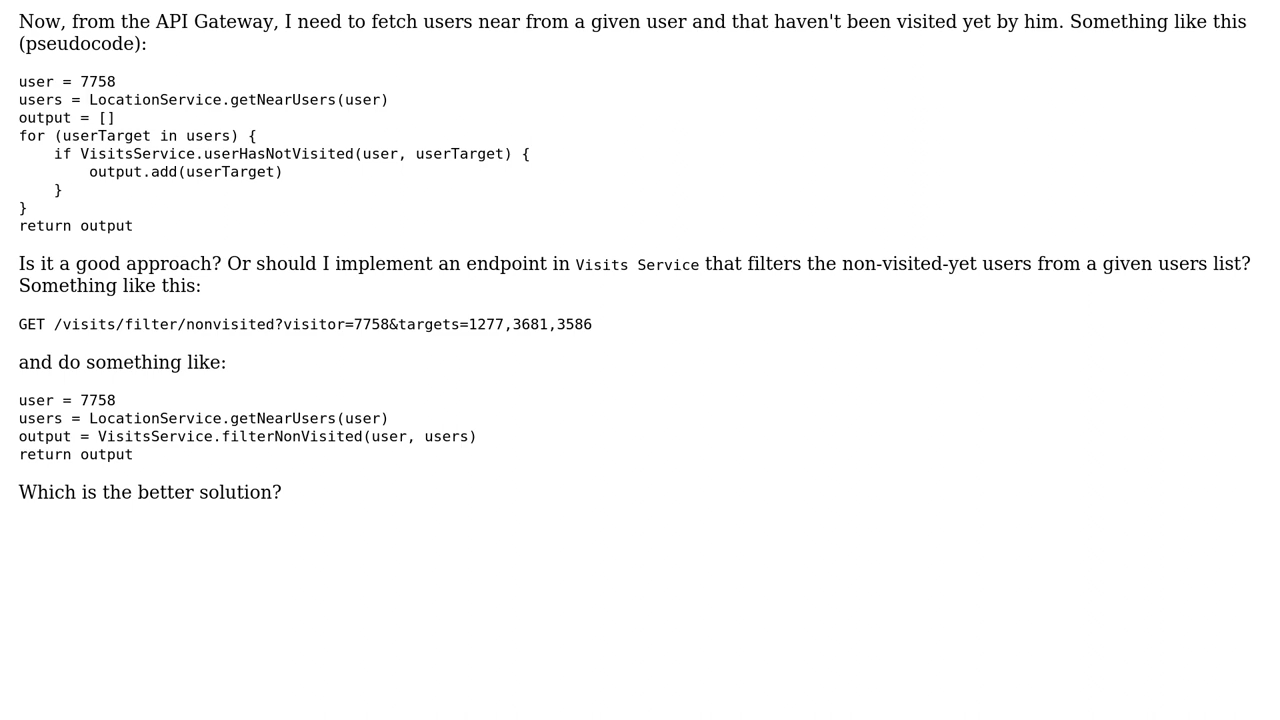 Now, from the API Gateway, I need to fetch users near from a given user and that haven't been visited yet by him. Something like this
(pseudocode):
user = 7758
users = LocationService.getNearUsers(user)
output = []
for (userTarget in users) {
    if VisitsService.userHasNotVisited(user, userTarget) {
        output.add(userTarget)
    }
}
return output
Is it a good approach? Or should I implement an endpoint in Visits Service that filters the non-visited-yet users from a given users list?
Something like this:
GET /visits/filter/nonvisited?visitor=7758&targets=1277,3681,3586
and do something like:
user = 7758
users = LocationService.getNearUsers(user)
output = VisitsService.filterNonVisited(user, users)
return output
Which is the better solution?